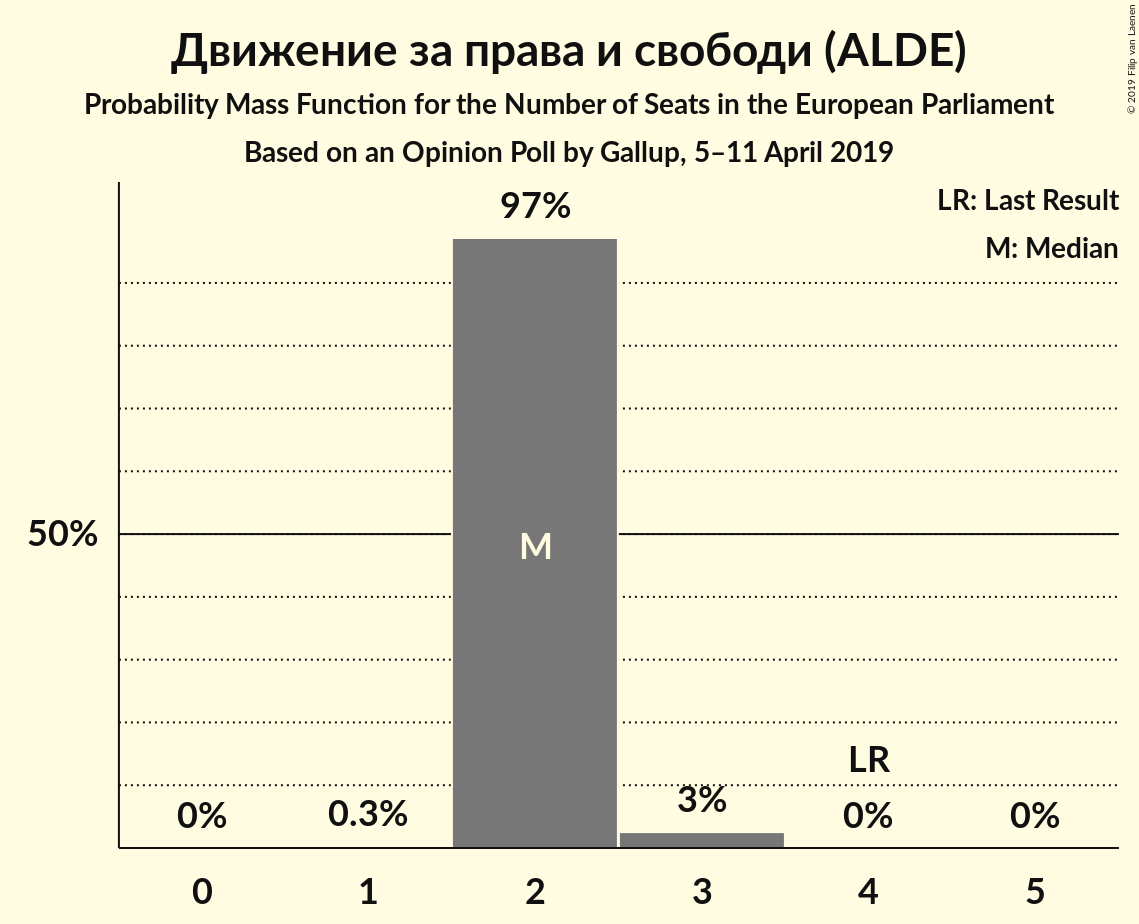 Движение за права и свободи (ALDE)
Probability Mass Function for the Number of Seats in the European Parliament
Based on an Opinion Poll by Gallup, 5–11 April 2019
© 2019 Filip van Laenen
LR: Last Result
M: Median
97%
50%
M
LR
0%
0.3%
3%
0%
0%
0 1 2 3 4 5